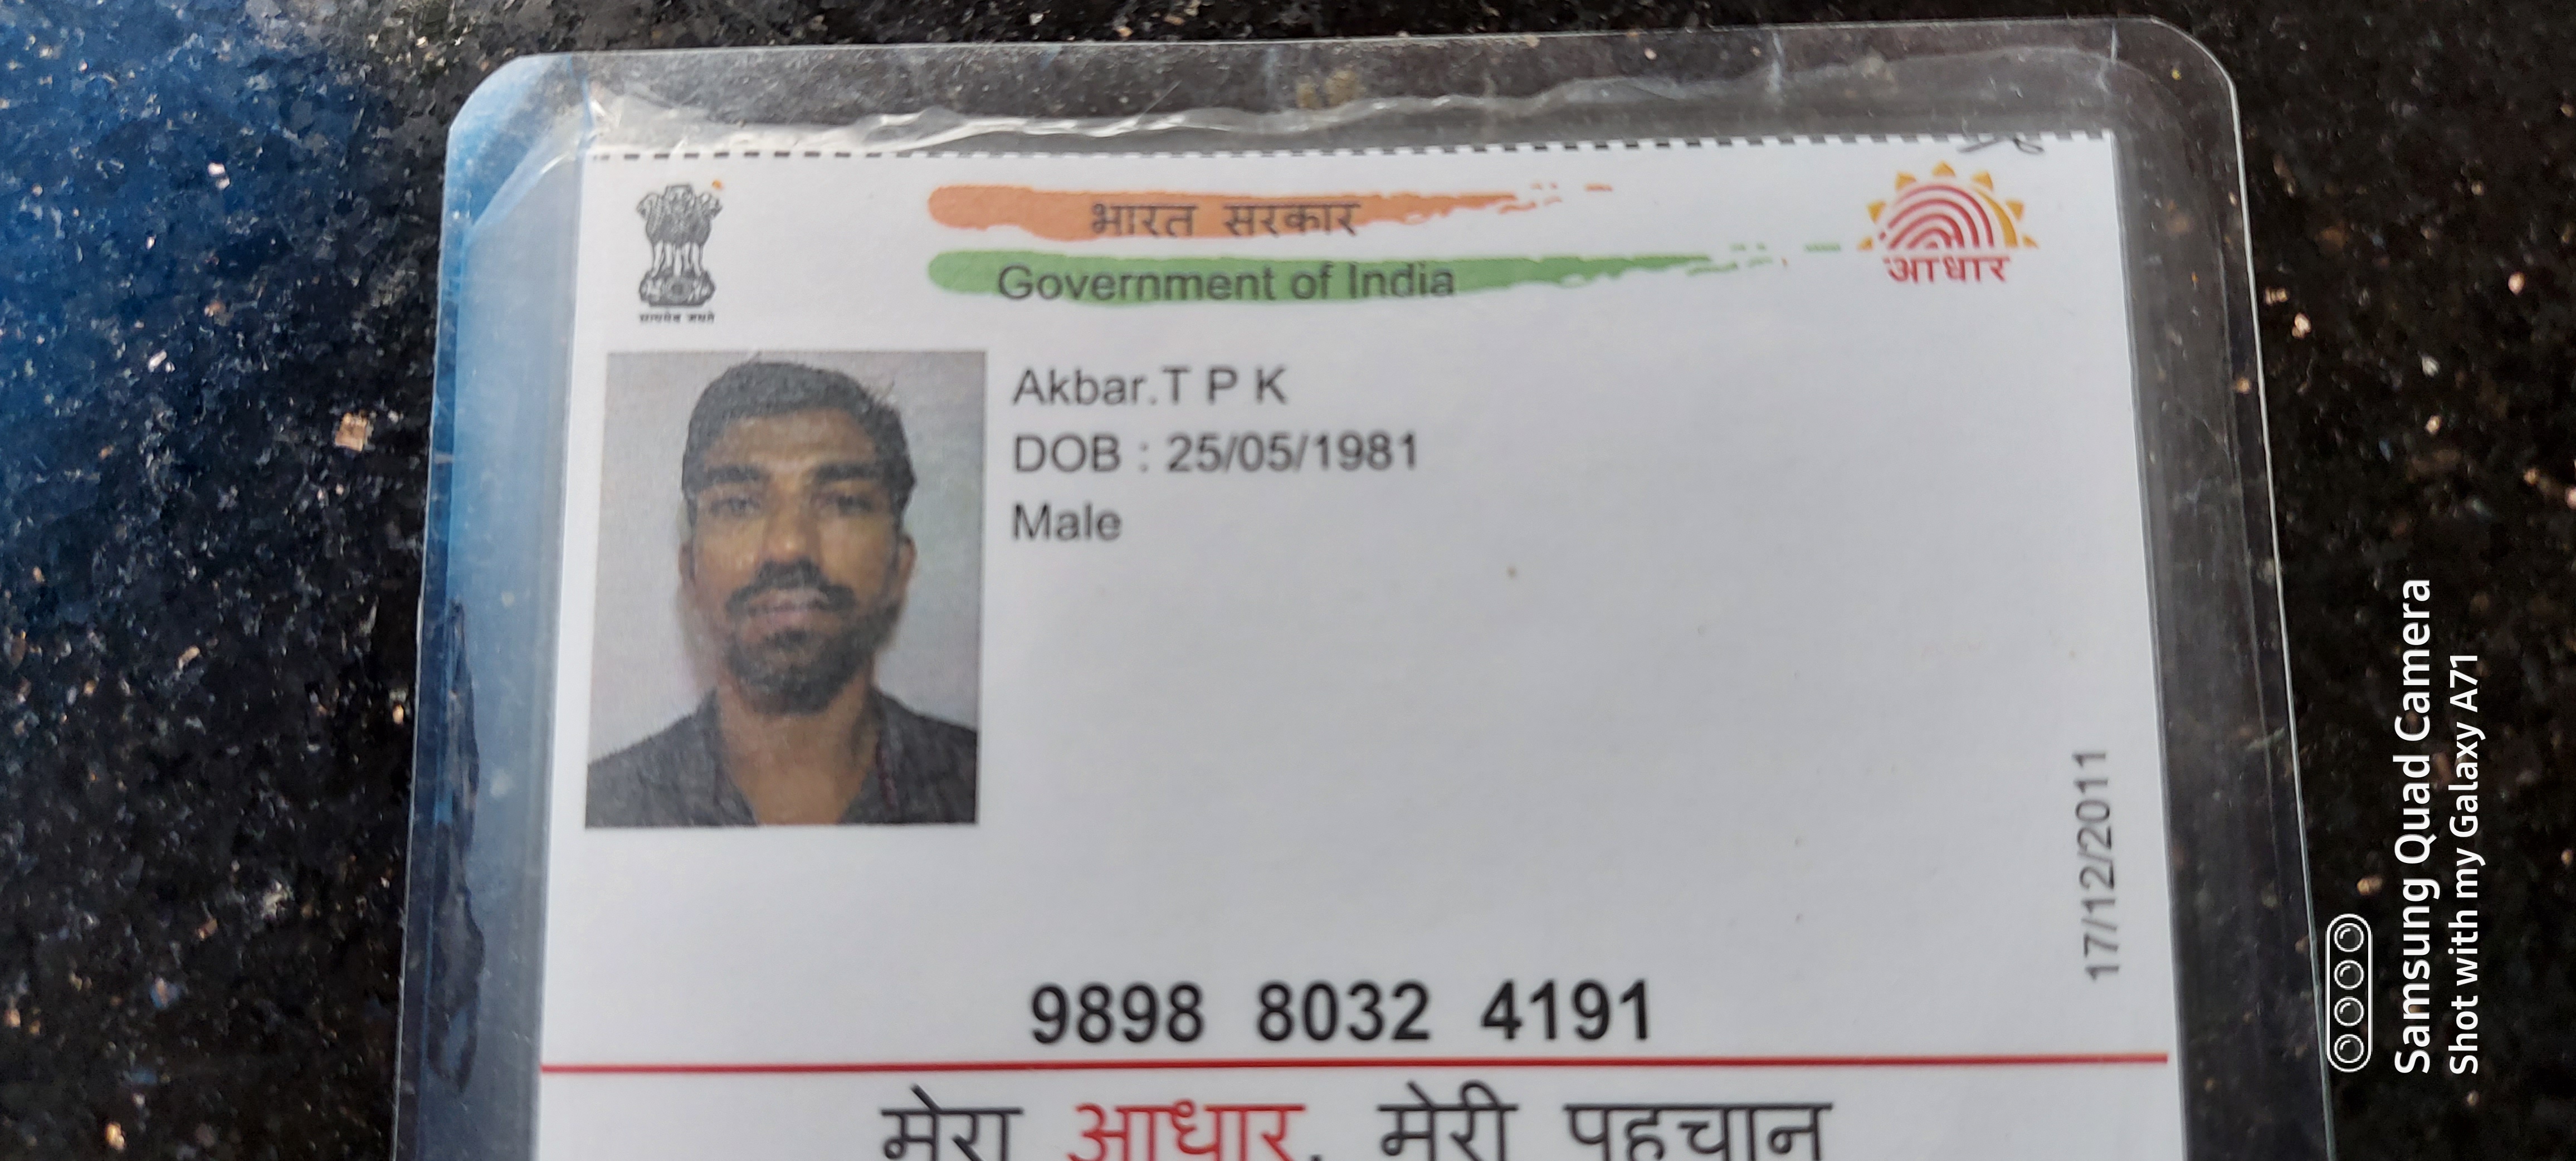 भारत सरकार
Government of India
आधार
Akbar.T P K
DOB : 25/05/1981
Male
17/12/2011
9898 8032 4191
मेरा आधार, मेरी पहचान
Samsung Quad Camera
Shot with my Galaxy A71